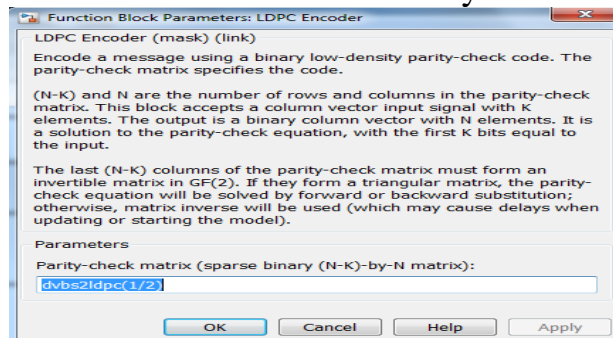 Function Block Parameters: LDPC Encoder
LDPC Encoder (mask) (link)
Encode a message using a binary low-density parity-check code. The
parity-check matrix specifies the code.
(N-K) and N are the number of rows and columns in the parity-check
matrix. This block accepts a column vector input signal with K
elements. The output is a binary column vector with N elements. It is
a solution to the parity-check equation, with the first K bits equal to
the input.
The last (N-K) columns of the parity-check matrix must form an
invertible matrix in GF(2). If they form a triangular matrix, the parity-
check equation will be solved by forward or backward substitution;
otherwise, matrix inverse will be used (which may cause delays when
updating or starting the model).
Parameters
Parity-check matrix (sparse binary (N-K)-by-N matrix):
dvbs2ldpc(1/2)
OK Cancel Help Apply